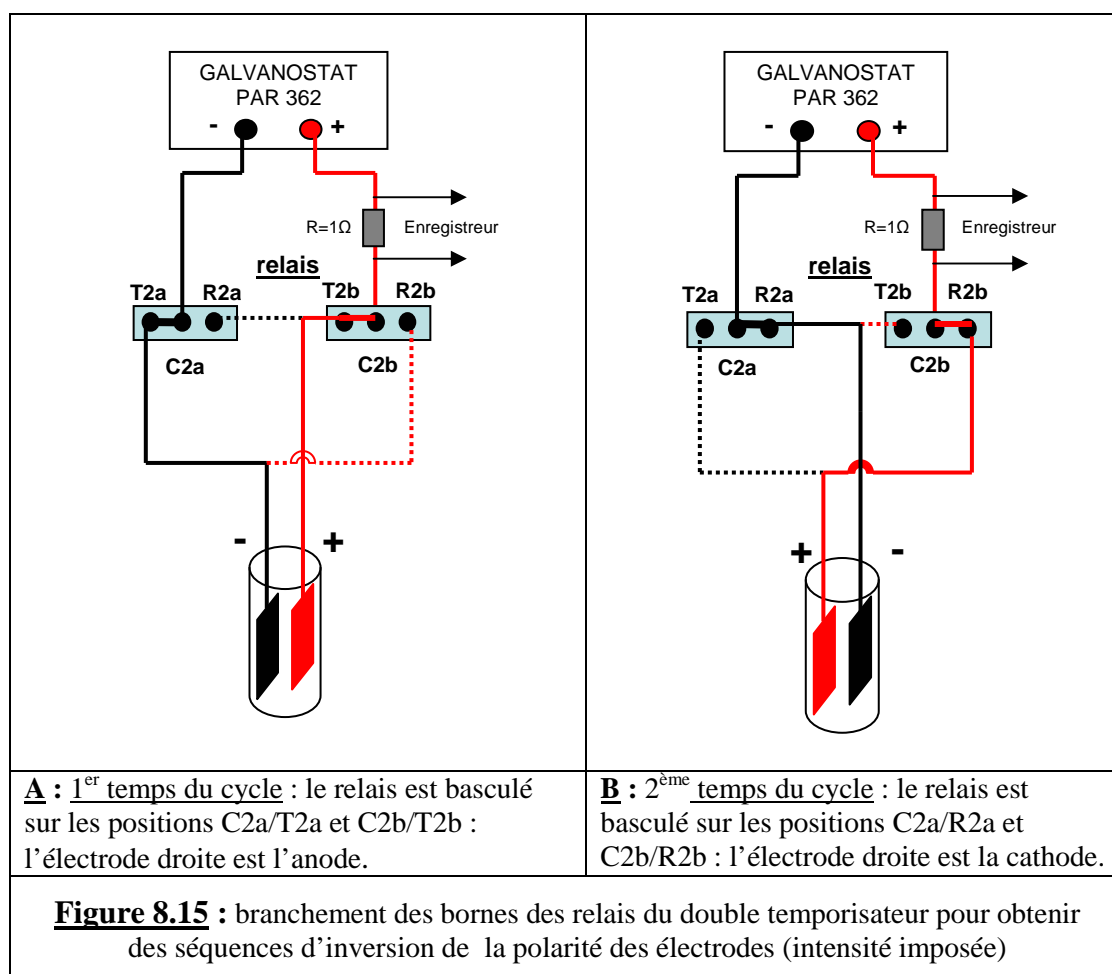 GALVANOSTAT
PAR 362
- +
R=1Ω Enregistreur
relais
T2a R2a T2b R2b
C2a C2b
- +
GALVANOSTAT
PAR 362
- +
R=1Ω Enregistreur
relais
T2a R2a T2b R2b
C2a C2b
+ -
A : 1er temps du cycle : le relais est basculé
sur les positions C2a/T2a et C2b/T2b :
l'électrode droite est l'anode.
B : 2ème temps du cycle : le relais est
basculé sur les positions C2a/R2a et
C2b/R2b : l'électrode droite est la cathode.
Figure 8.15 : branchement des bornes des relais du double temporisateur pour obtenir
des séquences d'inversion de la polarité des électrodes (intensité imposée)